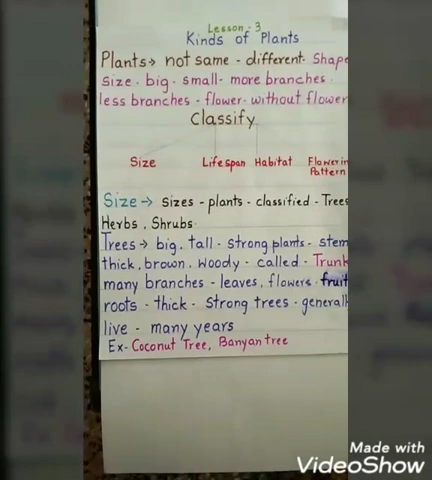 Lesson - 3
Kinds of Plants
Plants → not same - different. Shape
size - big - small - more branches.
less branches - flower - without flower
Classify
Size Lifespan Habitat Flowerin
Pattern
Size → Sizes - plants - classified - Trees
Herbs, Shrubs.
Trees → big, tall - strong plants - stem
thick, brown, woody - called - Trunk
many branches - leaves, flowers fruit
roots - thick - Strong trees - generall
live - many years
Ex- Coconut Tree, Banyan tree
Made with
VideoShow